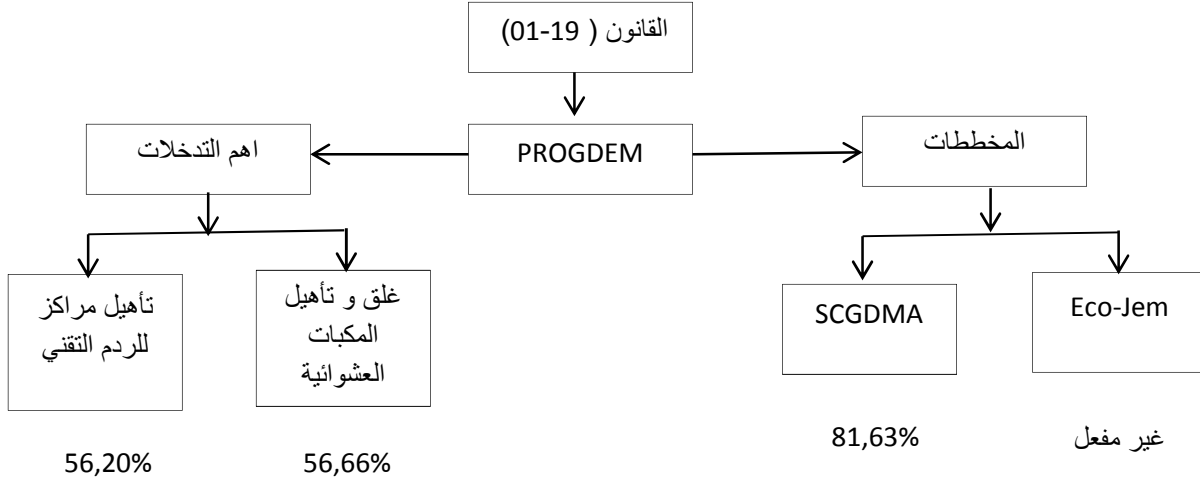 القانون ( 19-01)
المخططات
PROGDEM
اهم التدخلات
Eco-Jem
SCGDMA
غلق و تأهيل
المكبات
العشوائية
تأهيل مراكز
للردم التقني
غير مفعل
81,63%
56,66%
56,20%